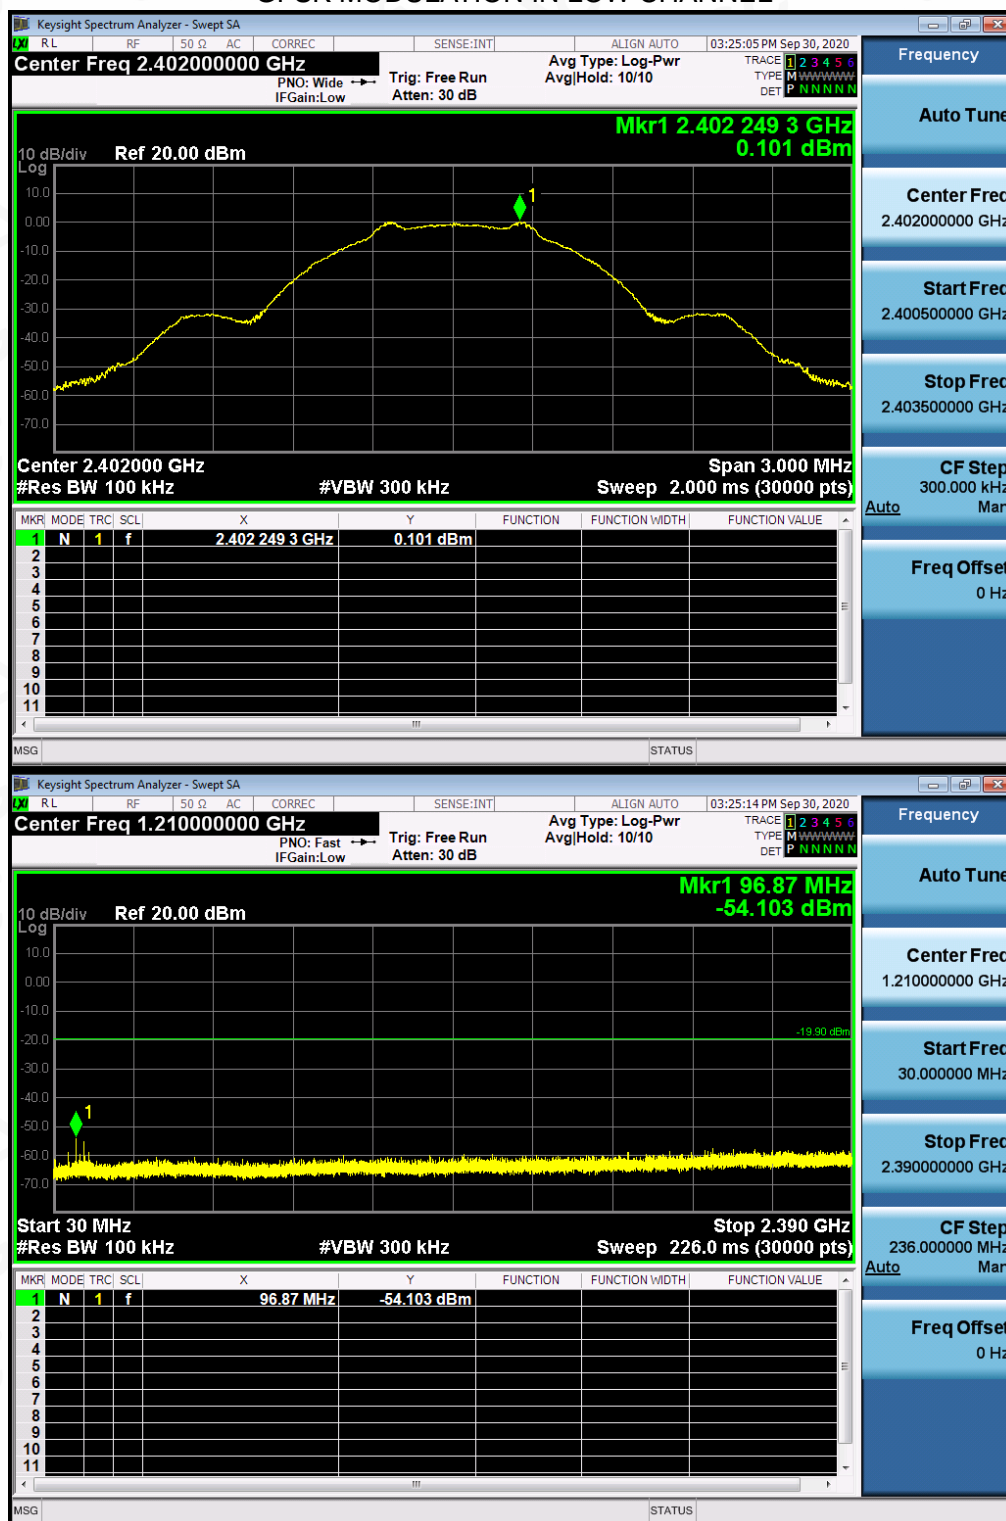 GFSK MODULATION IN LOW CHANNEL
Keysight Spectrum Analyzer - Swept SA
LXI RL RF 50 Ω AC CORREC SENSE:INT ALIGN AUTO 03:25:05 PM Sep 30, 2020
Center Freq 2.402000000 GHz
PNO: Wide
IFGain:Low
Trig: Free Run
Atten: 30 dB
Avg Type: Log-Pwr
Avg|Hold: 10/10
TRACE 1 2 3 4 5 6
TYPE M WWWWW
DET P N N N N N
Mkr1 2.402 249 3 GHz
0.101 dBm
10 dB/div Ref 20.00 dBm
Log
10.0
0.00
-10.0
-20.0
-30.0
-40.0
-50.0
-60.0
-70.0
1
Center 2.402000 GHz Span 3.000 MHz
#Res BW 100 kHz #VBW 300 kHz Sweep 2.000 ms (30000 pts)
MKR MODE TRC SCL X Y FUNCTION FUNCTION WIDTH FUNCTION VALUE
1 N 1 f 2.402 249 3 GHz 0.101 dBm
2
3
4
5
6
7
8
9
10
11
MSG STATUS
Frequency
Auto Tune
Center Freq
2.402000000 GHz
Start Freq
2.400500000 GHz
Stop Freq
2.403500000 GHz
CF Step
300.000 kHz
Auto Man
Freq Offset
0 Hz
Keysight Spectrum Analyzer - Swept SA
LXI RL RF 50 Ω AC CORREC SENSE:INT ALIGN AUTO 03:25:14 PM Sep 30, 2020
Center Freq 1.210000000 GHz
PNO: Fast
IFGain:Low
Trig: Free Run
Atten: 30 dB
Avg Type: Log-Pwr
Avg|Hold: 10/10
TRACE 1 2 3 4 5 6
TYPE M WWWWW
DET P N N N N N
Mkr1 96.87 MHz
-54.103 dBm
10 dB/div Ref 20.00 dBm
Log
10.0
0.00
-10.0
-20.0
-30.0
-40.0
-50.0
-60.0
-70.0
-19.90 dBm
1
Start 30 MHz Stop 2.390 GHz
#Res BW 100 kHz #VBW 300 kHz Sweep 226.0 ms (30000 pts)
MKR MODE TRC SCL X Y FUNCTION FUNCTION WIDTH FUNCTION VALUE
1 N 1 f 96.87 MHz -54.103 dBm
2
3
4
5
6
7
8
9
10
11
MSG STATUS
Frequency
Auto Tune
Center Freq
1.210000000 GHz
Start Freq
30.000000 MHz
Stop Freq
2.390000000 GHz
CF Step
236.000000 MHz
Auto Man
Freq Offset
0 Hz